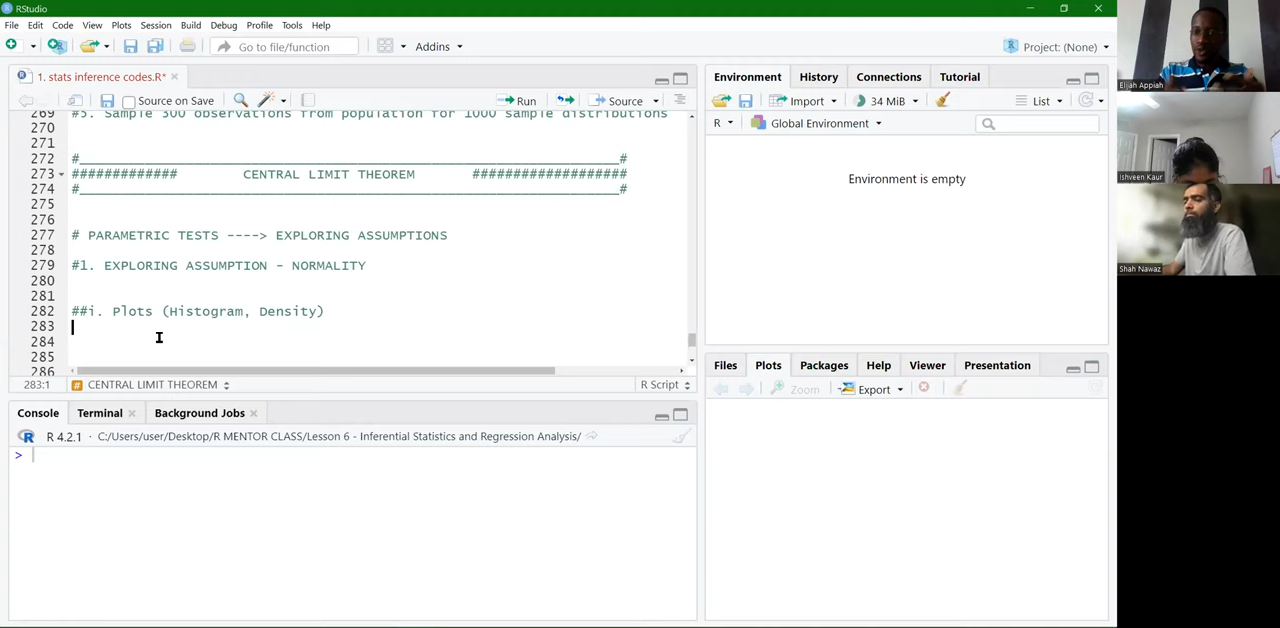 RStudio
File Edit Code View Plots Session Build Debug Profile Tools Help
Go to file/function
Addins
Project: (None)
1. stats inference codes.R*
Source on Save
Run
Source
269 #5. Sample 300 observations from population for 1000 sample distributions
270
271
272 #____________________________________________________________________#
273 ############# CENTRAL LIMIT THEOREM ###################
274 #____________________________________________________________________#
275
276
277 # PARAMETRIC TESTS ----> EXPLORING ASSUMPTIONS
278
279 #1. EXPLORING ASSUMPTION - NORMALITY
280
281
282 ##i. Plots (Histogram, Density)
283
284
285
286
283:1 # CENTRAL LIMIT THEOREM R Script
Console Terminal Background Jobs
R 4.2.1 · C:/Users/user/Desktop/R MENTOR CLASS/Lesson 6 - Inferential Statistics and Regression Analysis/
>
Environment History Connections Tutorial
Import 34 MiB List
R Global Environment
Environment is empty
Files Plots Packages Help Viewer Presentation
Zoom Export
Elijah Appiah
Ishveen Kaur
Shah Nawaz